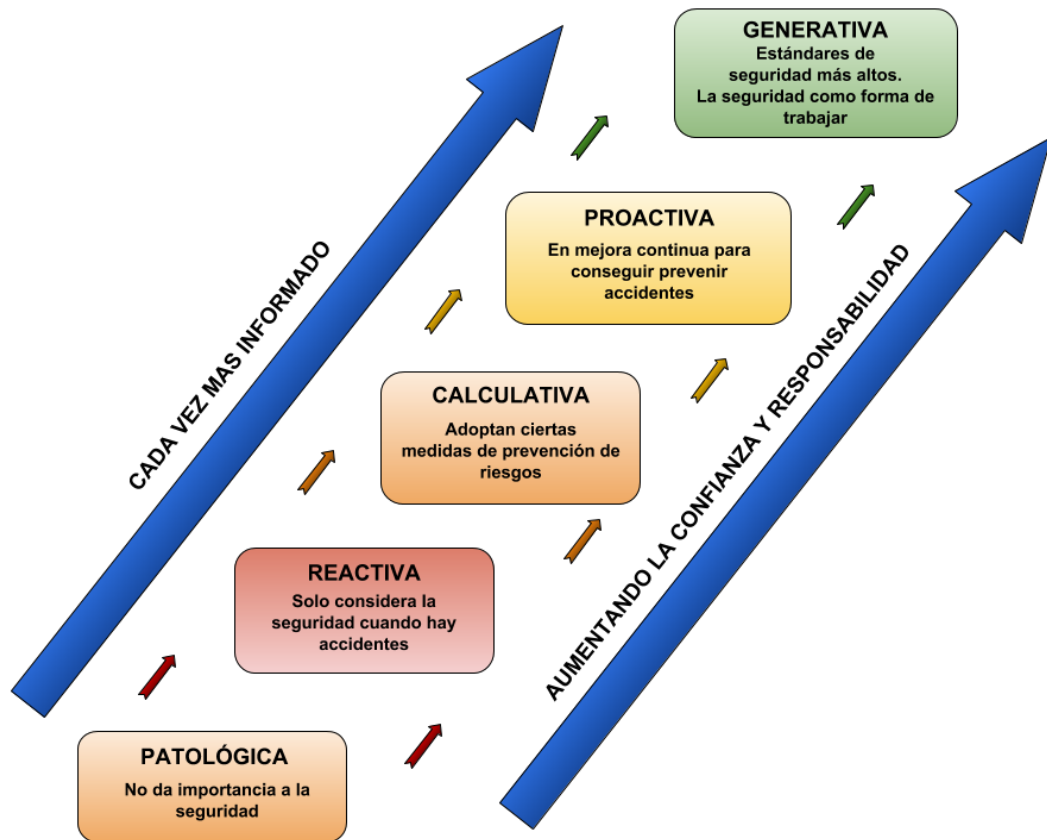 GENERATIVA
Estándares de
seguridad más altos.
La seguridad como forma de
trabajar
PROACTIVA
En mejora continua para
conseguir prevenir
accidentes
CADA VEZ MAS INFORMADO
AUMENTANDO LA CONFIANZA Y RESPONSABILIDAD
CALCULATIVA
Adoptan ciertas
medidas de prevención de
riesgos
REACTIVA
Solo considera la
seguridad cuando hay
accidentes
PATOLÓGICA
No da importancia a la
seguridad